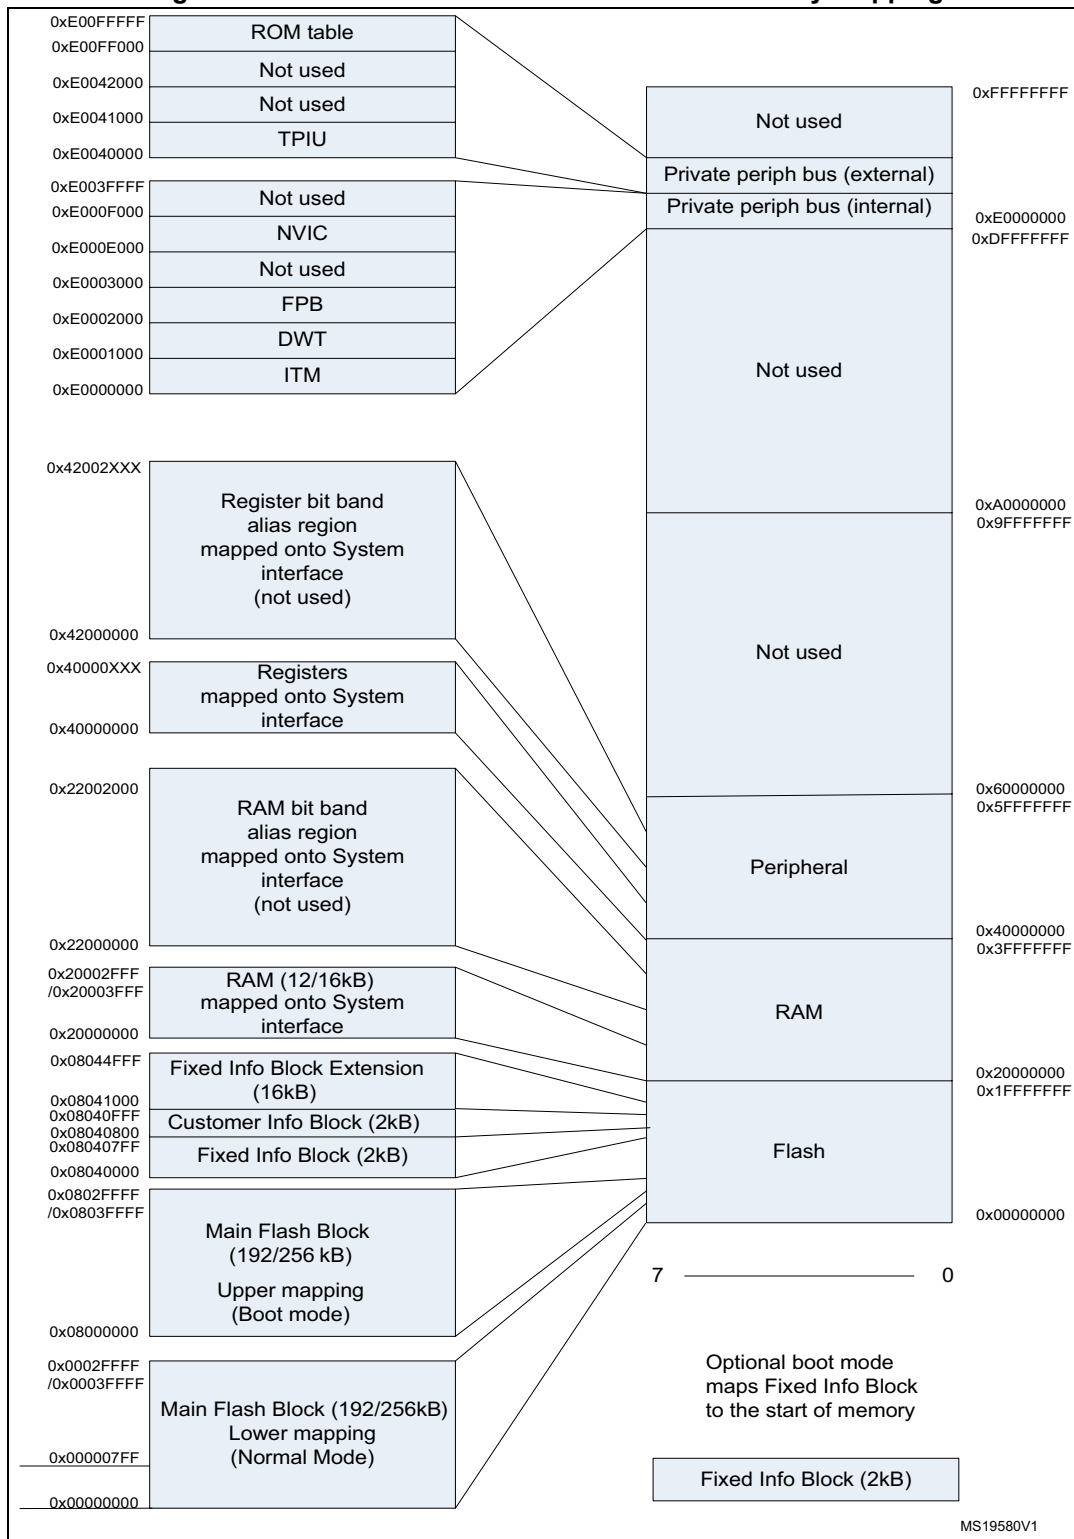 0xE00FFFFF
ROM table
0xE00FF000
Not used
0xE0042000
Not used
0xE0041000
TPIU
0xE0040000
0xE003FFFF
Not used
0xE000F000
NVIC
0xE000E000
Not used
0xE0003000
FPB
0xE0002000
DWT
0xE0001000
ITM
0xE0000000
0x42002XXX
Register bit band
alias region
mapped onto System
interface
(not used)
0x42000000
0x40000XXX
Registers
mapped onto System
interface
0x40000000
0x22002000
RAM bit band
alias region
mapped onto System
interface
(not used)
0x22000000
0x20002FFF
/0x20003FFF
RAM (12/16kB)
mapped onto System
interface
0x20000000
0x08044FFF
Fixed Info Block Extension
(16kB)
0x08041000
0x08040FFF
Customer Info Block (2kB)
0x08040800
0x080407FF
Fixed Info Block (2kB)
0x08040000
0x0802FFFF
/0x0803FFFF
Main Flash Block
(192/256 kB)
Upper mapping
(Boot mode)
0x08000000
0x0002FFFF
/0x0003FFFF
Main Flash Block (192/256kB)
Lower mapping
(Normal Mode)
0x000007FF
0x00000000
0xFFFFFFFF
Not used
Private periph bus (external)
Private periph bus (internal)
0xE0000000
0xDFFFFFFF
Not used
0xA0000000
0x9FFFFFFF
Not used
0x60000000
0x5FFFFFFF
Peripheral
0x40000000
0x3FFFFFFF
RAM
0x20000000
0x1FFFFFFF
Flash
0x00000000
7 0
Optional boot mode
maps Fixed Info Block
to the start of memory
Fixed Info Block (2kB)
MS19580V1